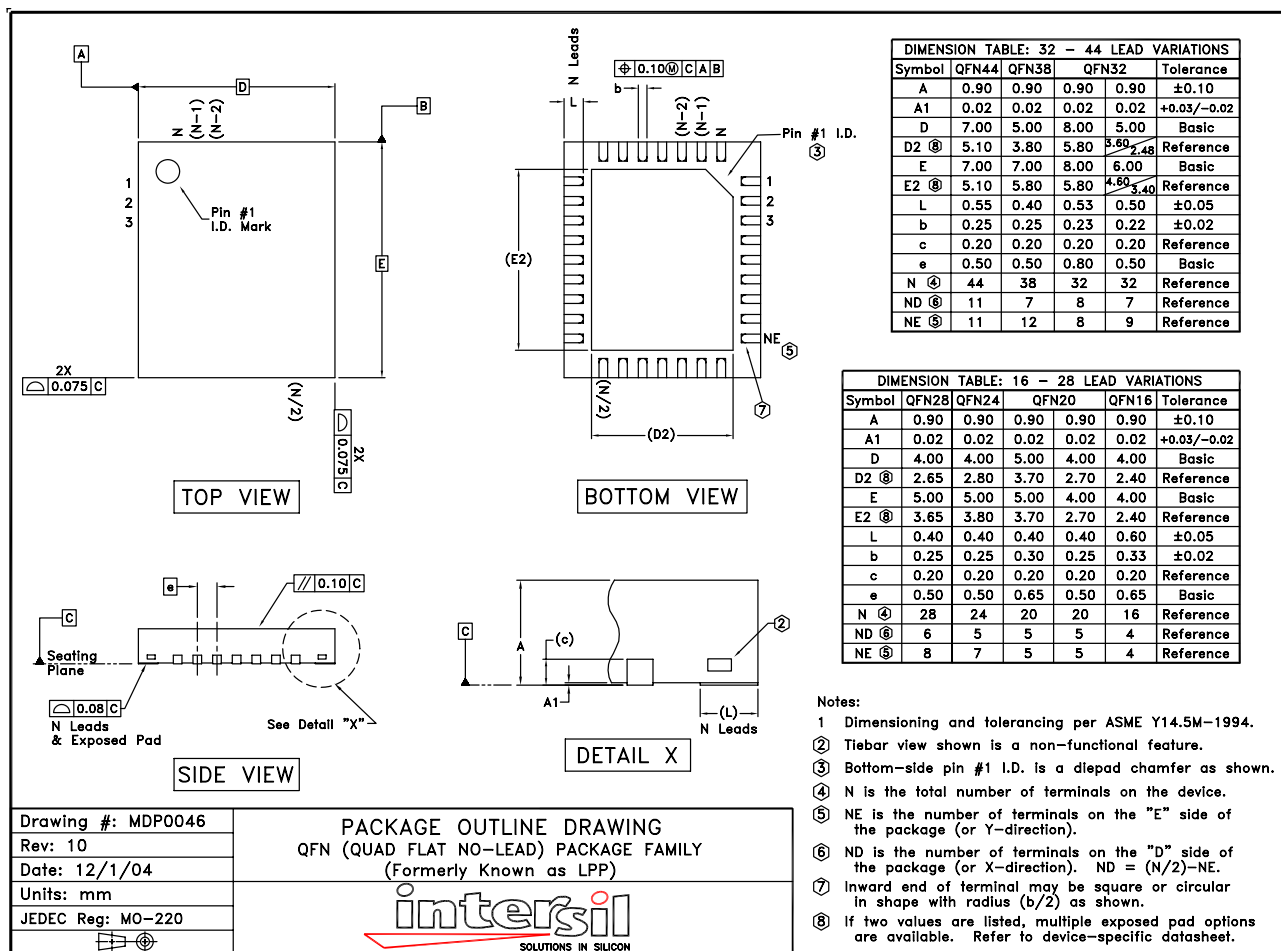 A
D
B
N
(N-1)
(N-2)
1
2
3
Pin #1
I.D. Mark
E
2X
0.075 C
(N/2)
2X
0.075 C
TOP VIEW
N Leads
L
0.10 Ⓜ C A B
b
(N-2)
(N-1)
N
Pin #1 I.D.
3
1
2
3
(E2)
NE
5
(N/2)
7
(D2)
BOTTOM VIEW
e
// 0.10 C
C
Seating
Plane
0.08 C
N Leads
& Exposed Pad
See Detail "X"
SIDE VIEW
C
A
(c)
2
A1
(L)
N Leads
DETAIL X
DIMENSION TABLE: 32 – 44 LEAD VARIATIONS
Symbol QFN44 QFN38 QFN32 Tolerance
A 0.90 0.90 0.90 0.90 ±0.10
A1 0.02 0.02 0.02 0.02 +0.03/-0.02
D 7.00 5.00 8.00 5.00 Basic
D2 8 5.10 3.80 5.80 3.60/2.48 Reference
E 7.00 7.00 8.00 6.00 Basic
E2 8 5.10 5.80 5.80 4.60/3.40 Reference
L 0.55 0.40 0.53 0.50 ±0.05
b 0.25 0.25 0.23 0.22 ±0.02
c 0.20 0.20 0.20 0.20 Reference
e 0.50 0.50 0.80 0.50 Basic
N 4 44 38 32 32 Reference
ND 6 11 7 8 7 Reference
NE 5 11 12 8 9 Reference
DIMENSION TABLE: 16 – 28 LEAD VARIATIONS
Symbol QFN28 QFN24 QFN20 QFN16 Tolerance
A 0.90 0.90 0.90 0.90 0.90 ±0.10
A1 0.02 0.02 0.02 0.02 0.02 +0.03/-0.02
D 4.00 4.00 5.00 4.00 4.00 Basic
D2 8 2.65 2.80 3.70 2.70 2.40 Reference
E 5.00 5.00 5.00 4.00 4.00 Basic
E2 8 3.65 3.80 3.70 2.70 2.40 Reference
L 0.40 0.40 0.40 0.40 0.60 ±0.05
b 0.25 0.25 0.30 0.25 0.33 ±0.02
c 0.20 0.20 0.20 0.20 0.20 Reference
e 0.50 0.50 0.65 0.50 0.65 Basic
N 4 28 24 20 20 16 Reference
ND 6 6 5 5 5 4 Reference
NE 5 8 7 5 5 4 Reference
Notes:
1 Dimensioning and tolerancing per ASME Y14.5M–1994.
2 Tiebar view shown is a non–functional feature.
3 Bottom–side pin #1 I.D. is a diepad chamfer as shown.
4 N is the total number of terminals on the device.
5 NE is the number of terminals on the "E" side of
the package (or Y–direction).
6 ND is the number of terminals on the "D" side of
the package (or X–direction). ND = (N/2)–NE.
7 Inward end of terminal may be square or circular
in shape with radius (b/2) as shown.
8 If two values are listed, multiple exposed pad options
are available. Refer to device–specific datasheet.
Drawing #: MDP0046
Rev: 10
Date: 12/1/04
Units: mm
JEDEC Reg: MO–220
PACKAGE OUTLINE DRAWING
QFN (QUAD FLAT NO–LEAD) PACKAGE FAMILY
(Formerly Known as LPP)
intersil
SOLUTIONS IN SILICON